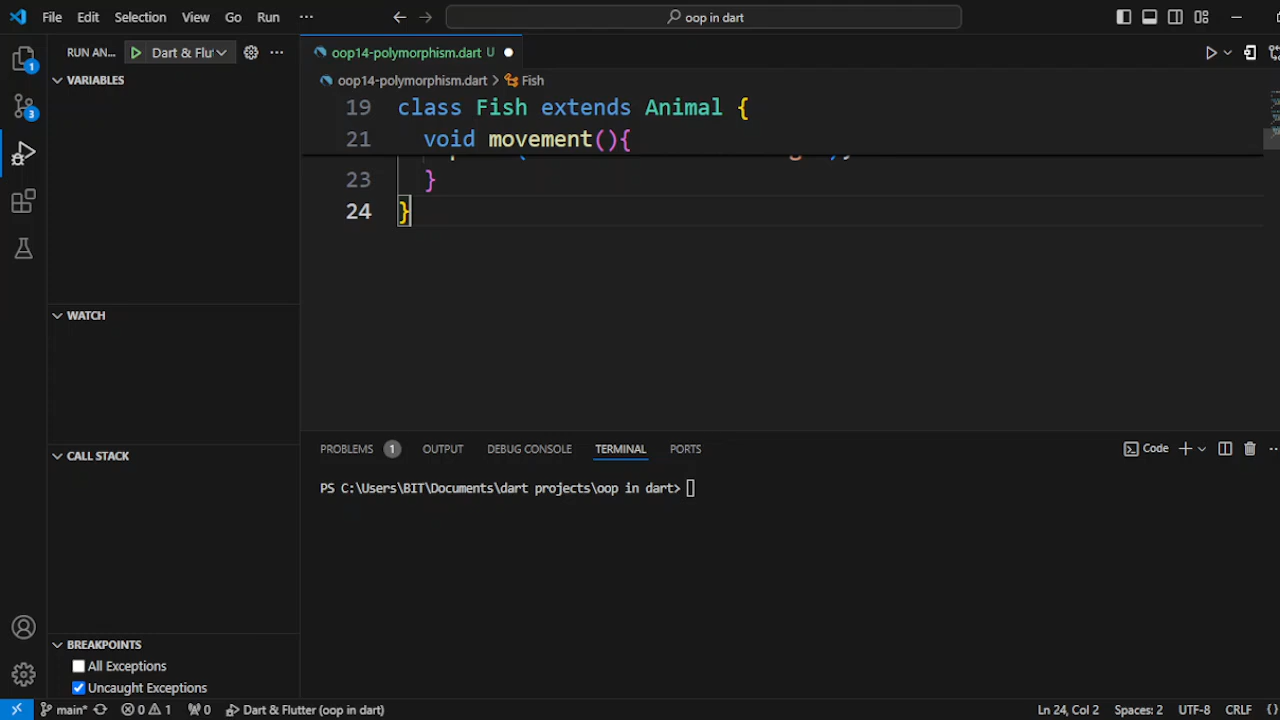 File Edit Selection View Go Run ··· oop in dart
RUN AN... Dart & Flut
VARIABLES
WATCH
CALL STACK
BREAKPOINTS
All Exceptions
Uncaught Exceptions
1
3
oop14-polymorphism.dart U
oop14-polymorphism.dart > Fish
19 class Fish extends Animal {
21 void movement(){
23 }
24 }
PROBLEMS 1 OUTPUT DEBUG CONSOLE TERMINAL PORTS
Code
PS C:\Users\BIT\Documents\dart projects\oop in dart>
main* 0 1 0 Dart & Flutter (oop in dart) Ln 24, Col 2 Spaces: 2 UTF-8 CRLF {}